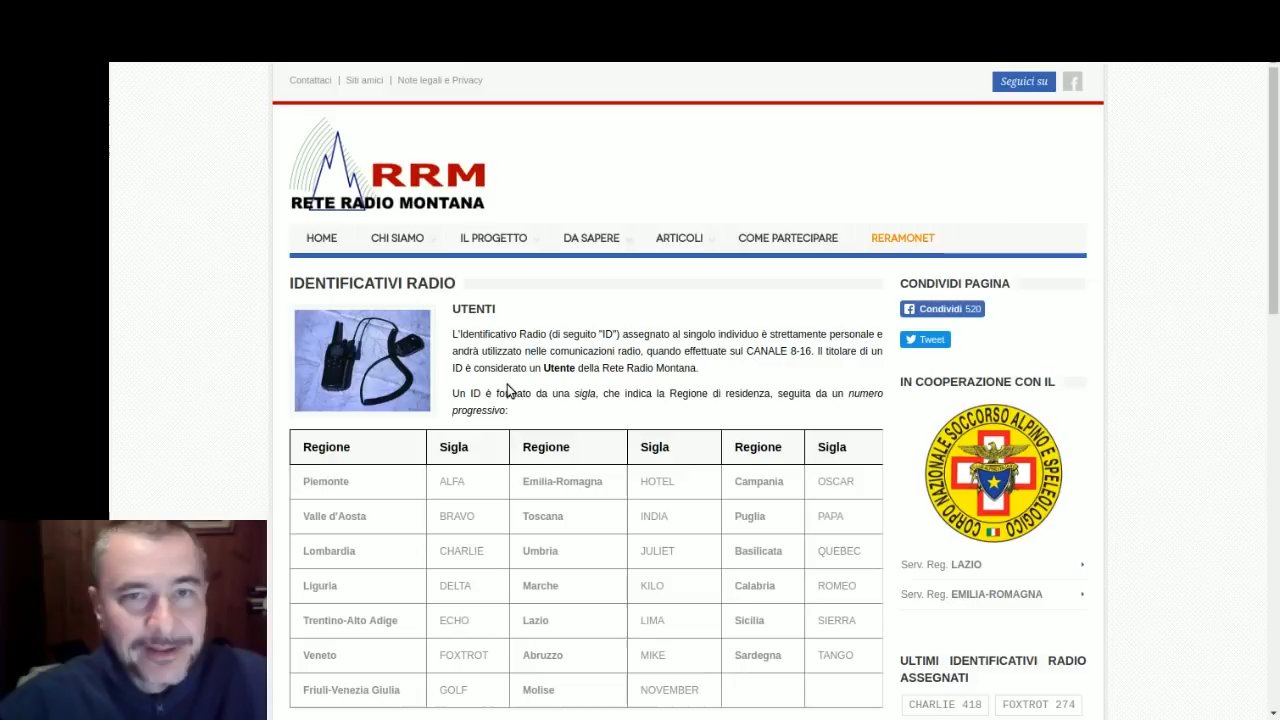 Contattaci | Siti amici | Note legali e Privacy
Seguici su
RRM
RETE RADIO MONTANA
HOME CHI SIAMO IL PROGETTO DA SAPERE ARTICOLI COME PARTECIPARE RERAMONET
IDENTIFICATIVI RADIO
UTENTI
L'Identificativo Radio (di seguito "ID") assegnato al singolo individuo è strettamente personale e
andrà utilizzato nelle comunicazioni radio, quando effettuate sul CANALE 8-16. Il titolare di un
ID è considerato un Utente della Rete Radio Montana.
Un ID è formato da una sigla, che indica la Regione di residenza, seguita da un numero
progressivo:
Regione Sigla Regione Sigla Regione Sigla
Piemonte ALFA Emilia-Romagna HOTEL Campania OSCAR
Valle d'Aosta BRAVO Toscana INDIA Puglia PAPA
Lombardia CHARLIE Umbria JULIET Basilicata QUEBEC
Liguria DELTA Marche KILO Calabria ROMEO
Trentino-Alto Adige ECHO Lazio LIMA Sicilia SIERRA
Veneto FOXTROT Abruzzo MIKE Sardegna TANGO
Friuli-Venezia Giulia GOLF Molise NOVEMBER
CONDIVIDI PAGINA
Condividi 520
Tweet
IN COOPERAZIONE CON IL
CORPO NAZIONALE SOCCORSO ALPINO E SPELEOLOGICO
Serv. Reg. LAZIO
Serv. Reg. EMILIA-ROMAGNA
ULTIMI IDENTIFICATIVI RADIO
ASSEGNATI
CHARLIE 418 FOXTROT 274